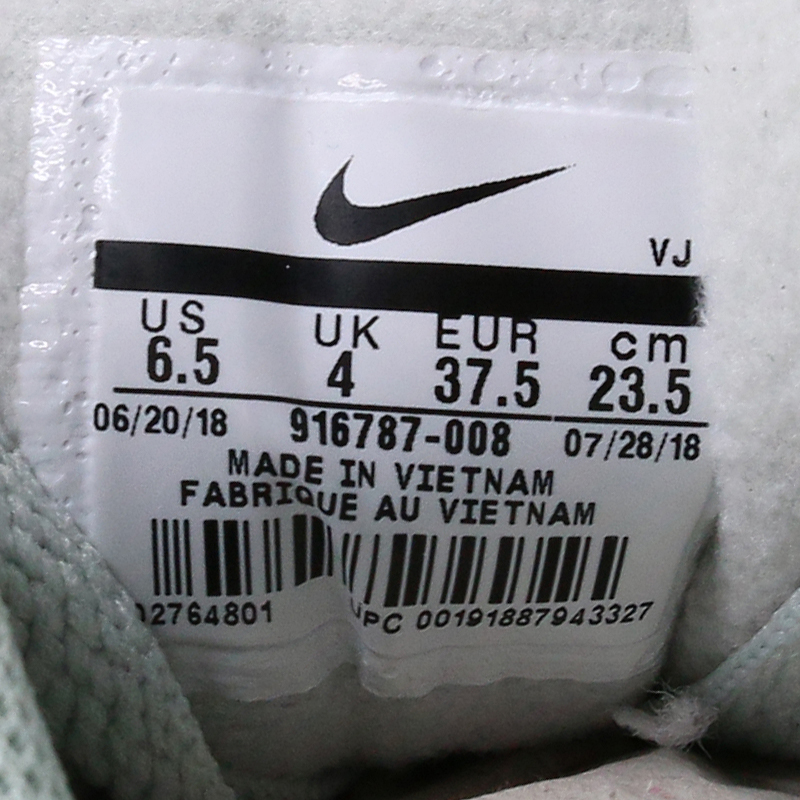 VJ
US UK EUR cm
6.5 4 37.5 23.5
06/20/18 916787-008 07/28/18
MADE IN VIETNAM
FABRIQUE AU VIETNAM
02764801 UPC 00191887943327